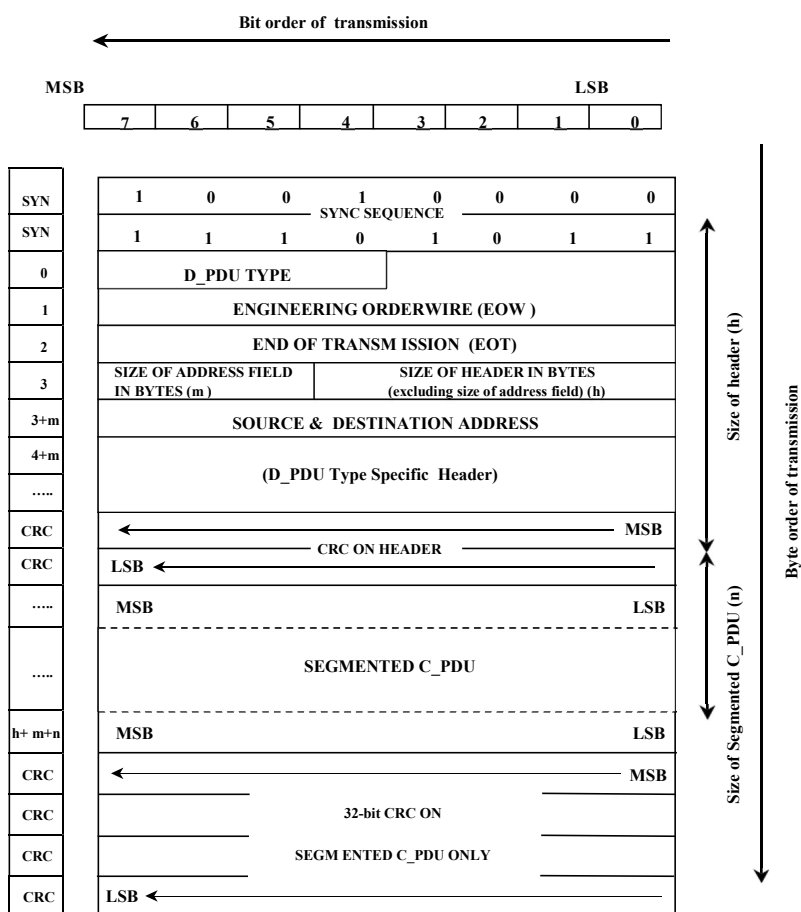 Bit order of transmission
MSB LSB
7 6 5 4 3 2 1 0
SYN 1 0 0 1 0 0 0 0
SYNC SEQUENCE
SYN 1 1 1 0 1 0 1 1
0 D_PDU TYPE
1 ENGINEERING ORDERWIRE (EOW )
2 END OF TRANSM ISSION (EOT)
3 SIZE OF ADDRESS FIELD SIZE OF HEADER IN BYTES
IN BYTES (m ) (excluding size of address field) (h)
3+m SOURCE & DESTINATION ADDRESS
4+m
(D_PDU Type Specific Header)
.....
CRC MSB
CRC ON HEADER
CRC LSB
..... MSB LSB
..... SEGMENTED C_PDU
h+ m+n MSB LSB
CRC MSB
CRC 32-bit CRC ON
CRC SEGM ENTED C_PDU ONLY
CRC LSB
Size of header (h)
Size of Segmented C_PDU (n)
Byte order of transmission